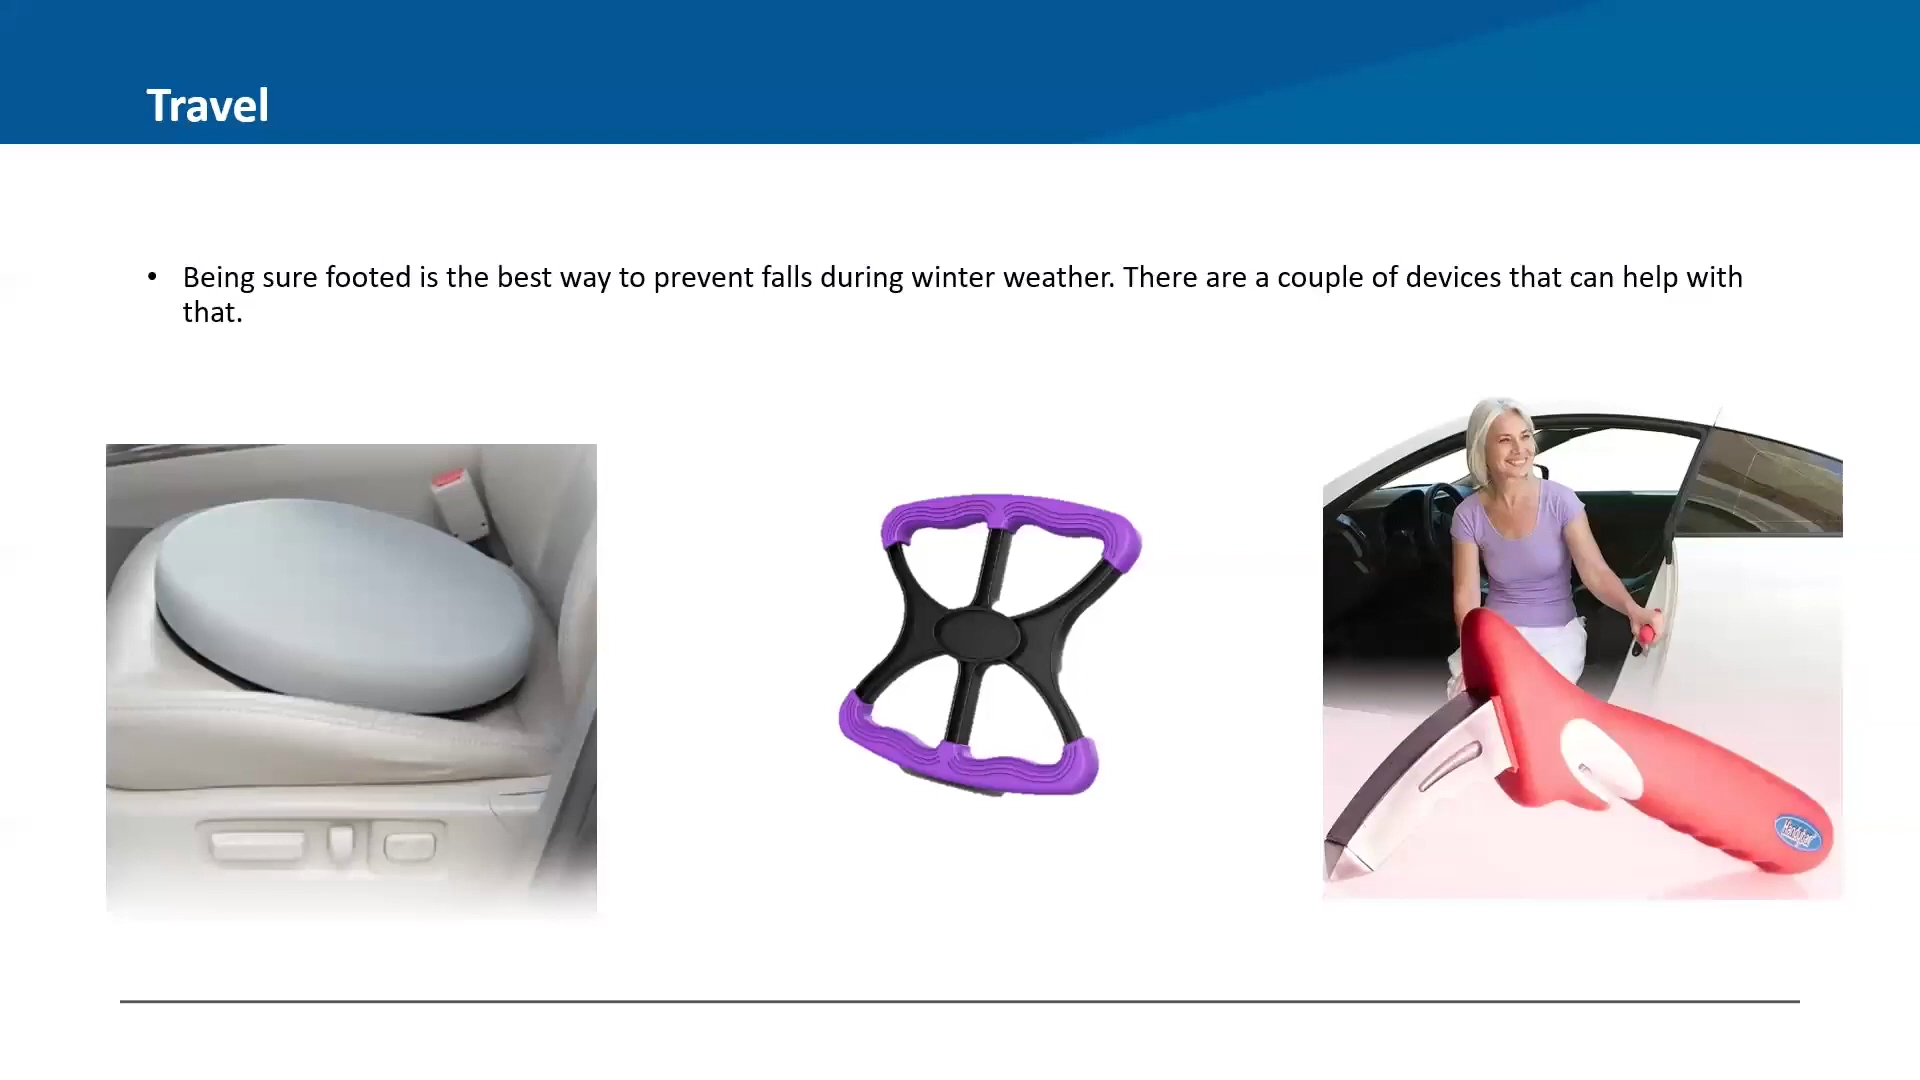 Travel
• Being sure footed is the best way to prevent falls during winter weather. There are a couple of devices that can help with
that.
Handybar